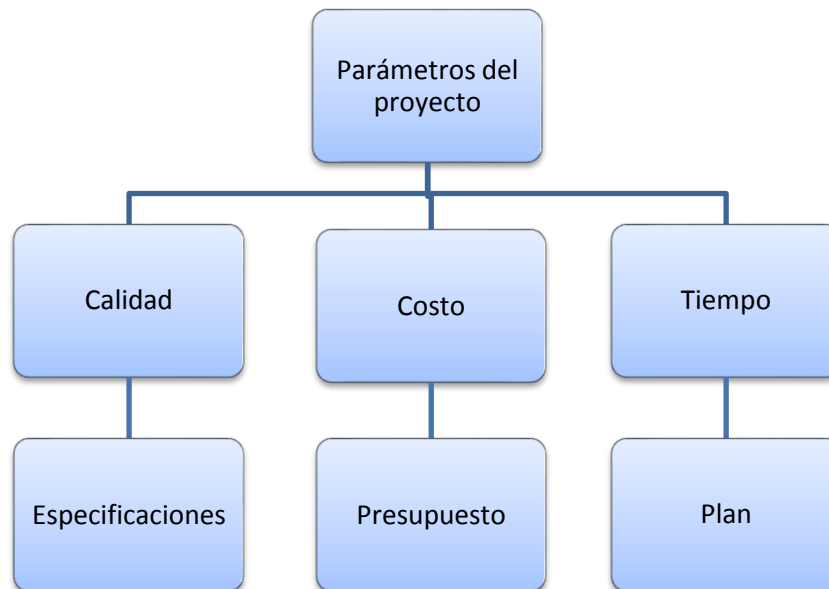 Parámetros del
proyecto
Calidad
Costo
Tiempo
Especificaciones
Presupuesto
Plan